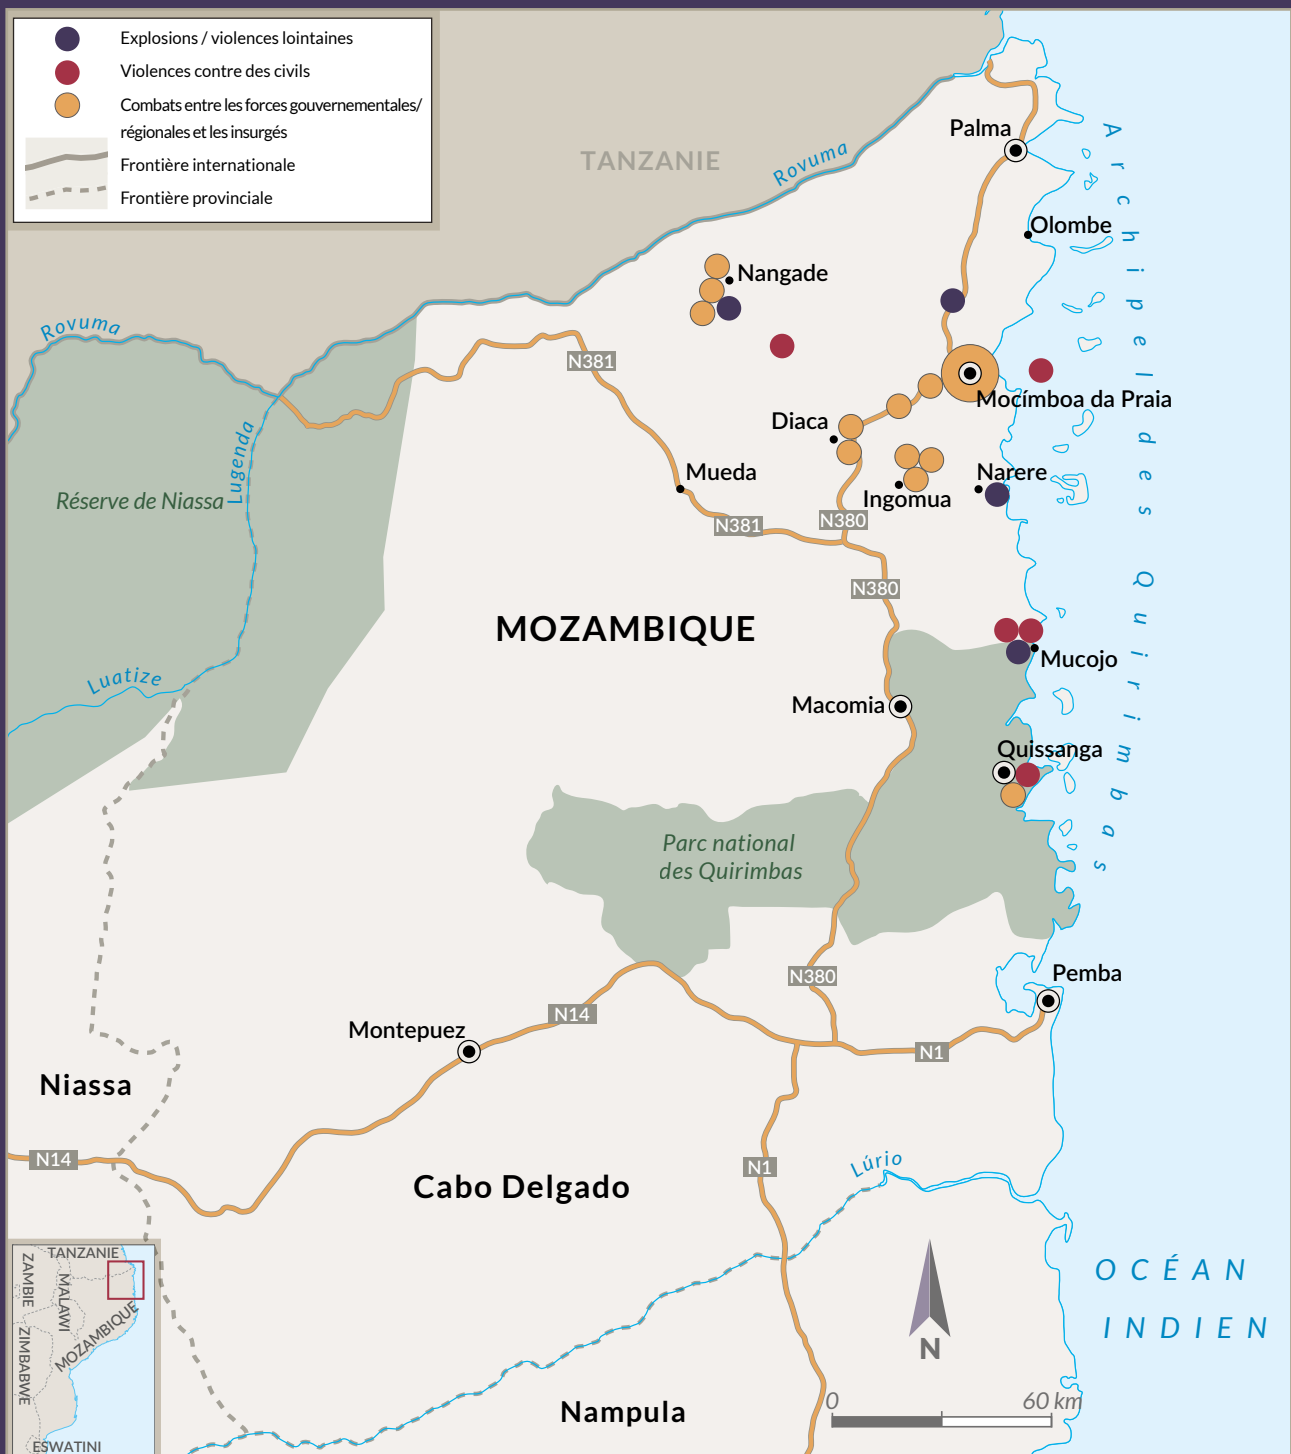 Explosions / violences lointaines
Violences contre des civils
Combats entre les forces gouvernementales/
régionales et les insurgés
Frontière internationale
Frontière provinciale
TANZANIE
Rovuma
Palma
Archipel des Quirimbas
Olombe
Nangade
Rovuma
N381
Mocímboa da Praia
Diaca
Lugenda
Réserve de Niassa
Mueda
Narere
Ingomua
N381
N380
N380
MOZAMBIQUE
Mucojo
Luatize
Macomia
Quissanga
Parc national
des Quirimbas
Pemba
N380
N14
Montepuez
N1
Niassa
N14
N1
Lúrio
Cabo Delgado
OCÉAN
INDIEN
N
0 60 km
Nampula
TANZANIE
ZAMBIE
MALAWI
MOZAMBIQUE
ZIMBABWE
ESWATINI